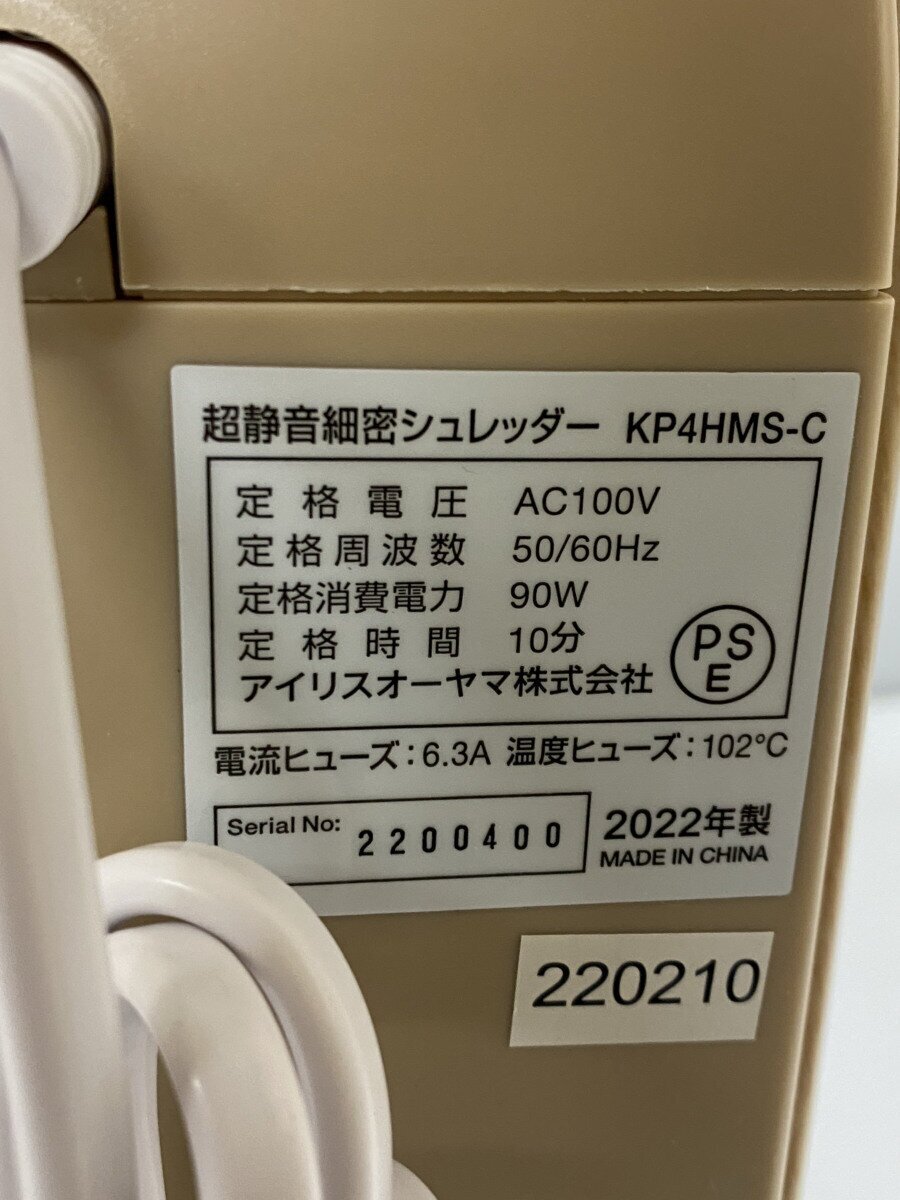 超静音細密シュレッダー KP4HMS-C
定格電圧 AC100V
定格周波数 50/60Hz
定格消費電力 90W
定格時間 10分
アイリスオーヤマ株式会社
PSE
電流ヒューズ:6.3A 温度ヒューズ:102℃
Serial No: 2200400
2022年製
MADE IN CHINA
220210